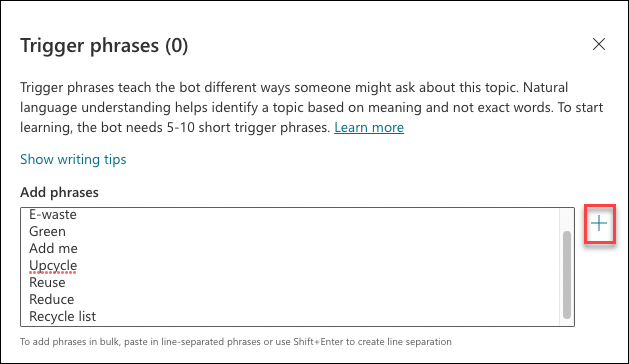 Trigger phrases (0)
Trigger phrases teach the bot different ways someone might ask about this topic. Natural
language understanding helps identify a topic based on meaning and not exact words. To start
learning, the bot needs 5-10 short trigger phrases. Learn more
Show writing tips
Add phrases
E-waste
Green
Add me
Upcycle
Reuse
Reduce
Recycle list
To add phrases in bulk, paste in line-separated phrases or use Shift+Enter to create line separation